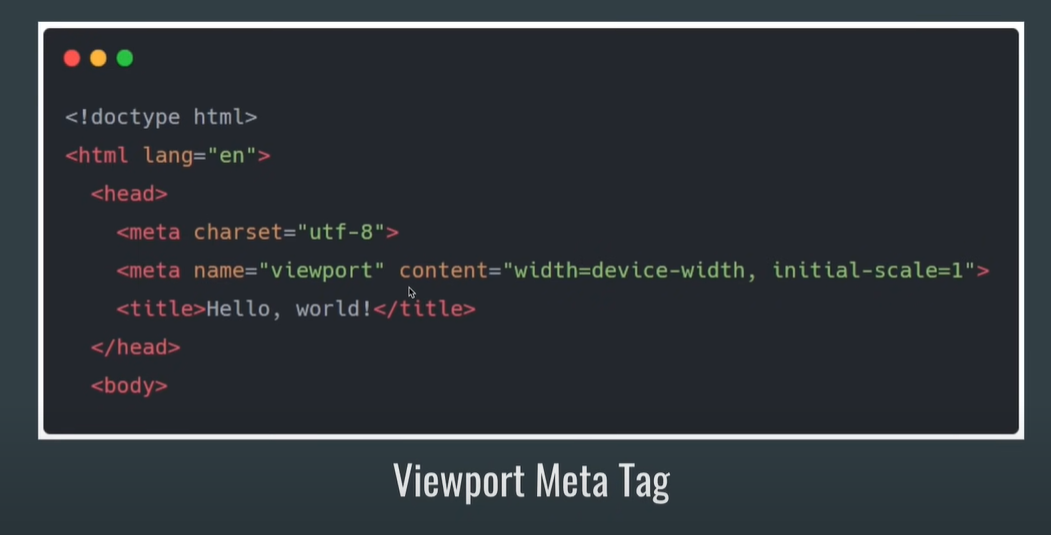 <!doctype html>
<html lang="en">
<head>
<meta charset="utf-8">
<meta name="viewport" content="width=device-width, initial-scale=1">
<title>Hello, world!</title>
</head>
<body>
Viewport Meta Tag